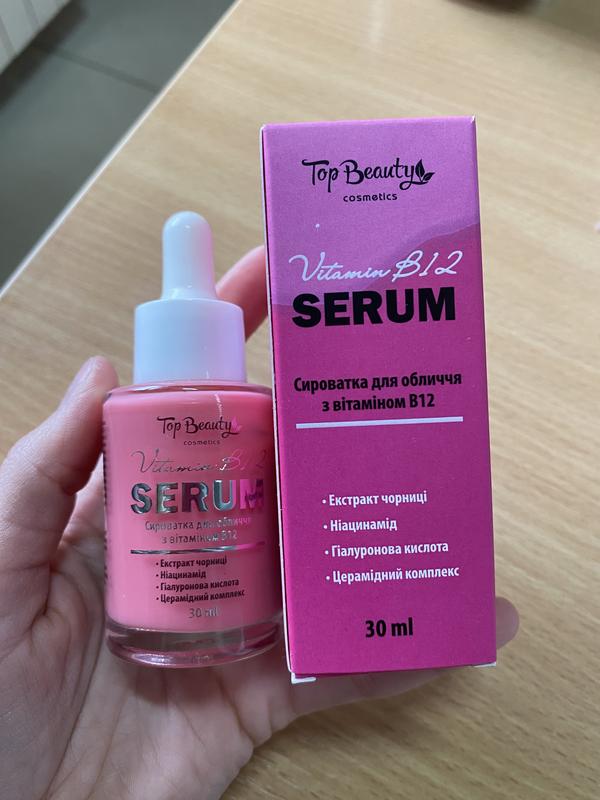 Top Beauty
cosmetics
Vitamin B12
SERUM
Сироватка для обличчя
з вітаміном В12
• Екстракт чорниці
• Ніацинамід
• Гіалуронова кислота
• Церамідний комплекс
30 ml
Top Beauty
cosmetics
Vitamin B12
SERUM
Сироватка для обличчя
з вітаміном В12
• Екстракт чорниці
• Ніацинамід
• Гіалуронова кислота
• Церамідний комплекс
30 ml